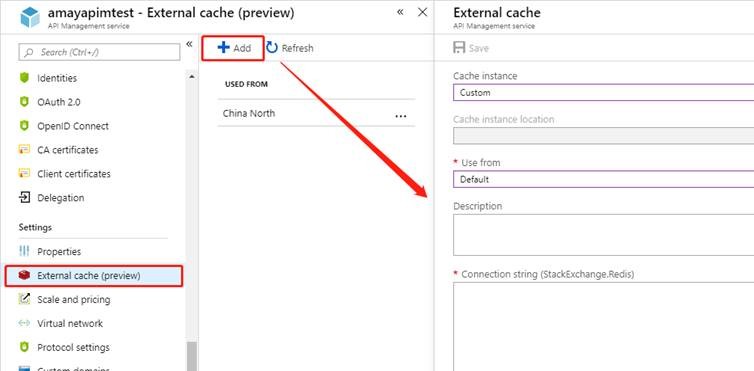 amayapimtest - External cache (preview)
API Management service
Search (Ctrl+/)
Identities
OAuth 2.0
OpenID Connect
CA certificates
Client certificates
Delegation
Settings
Properties
External cache (preview)
Scale and pricing
Virtual network
Protocol settings
Custom domains
Add
Refresh
USED FROM
China North
...
External cache
API Management service
Save
Cache instance
Custom
Cache instance location
* Use from
Default
Description
* Connection string (StackExchange.Redis)